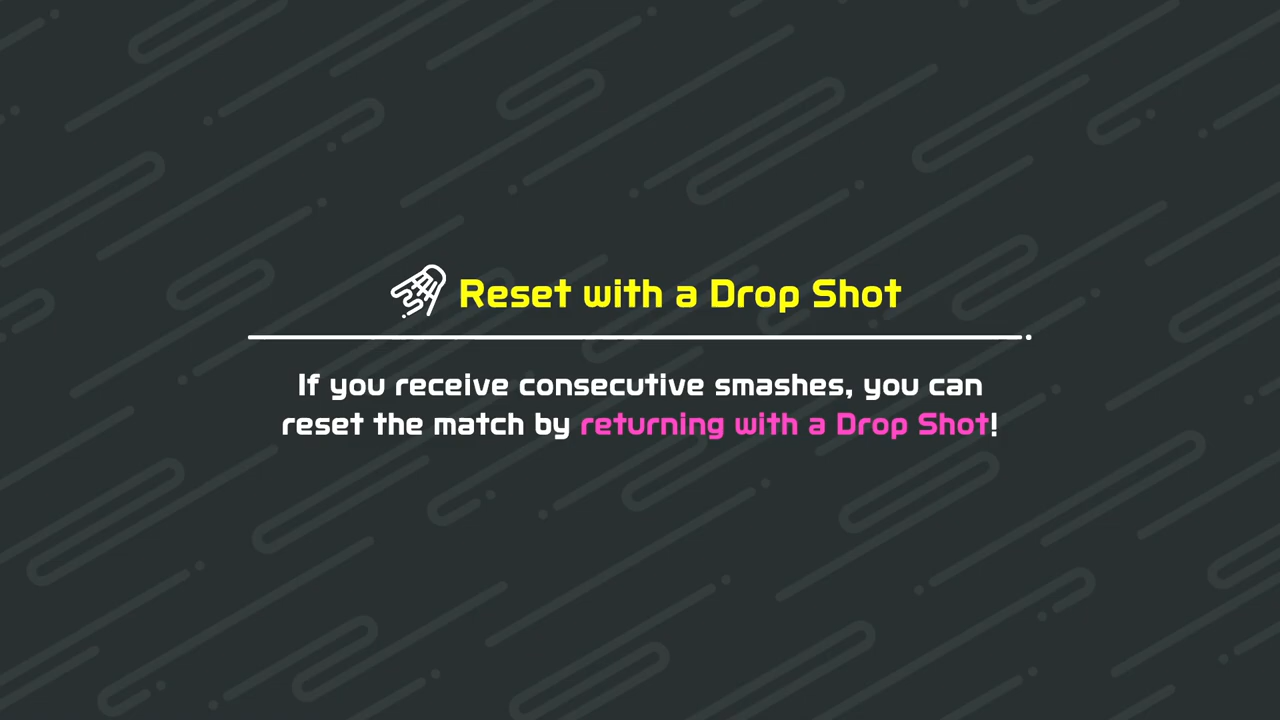 Reset with a Drop Shot
If you receive consecutive smashes, you can
reset the match by returning with a Drop Shot!